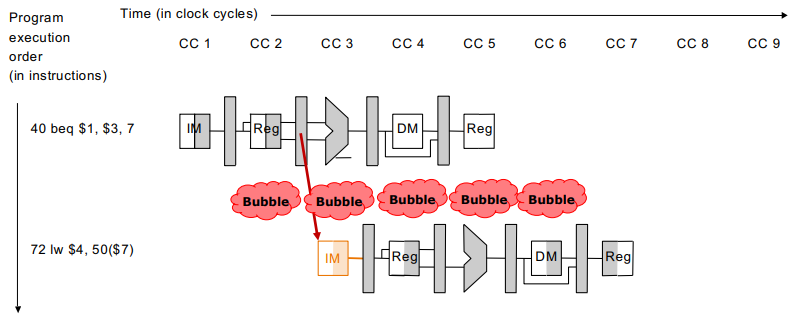 Program
execution
order
(in instructions)
Time (in clock cycles)
CC 1 CC 2 CC 3 CC 4 CC 5 CC 6 CC 7 CC 8 CC 9
40 beq $1, $3, 7
IM Reg DM Reg
Bubble Bubble Bubble Bubble Bubble
72 lw $4, 50($7)
IM Reg DM Reg